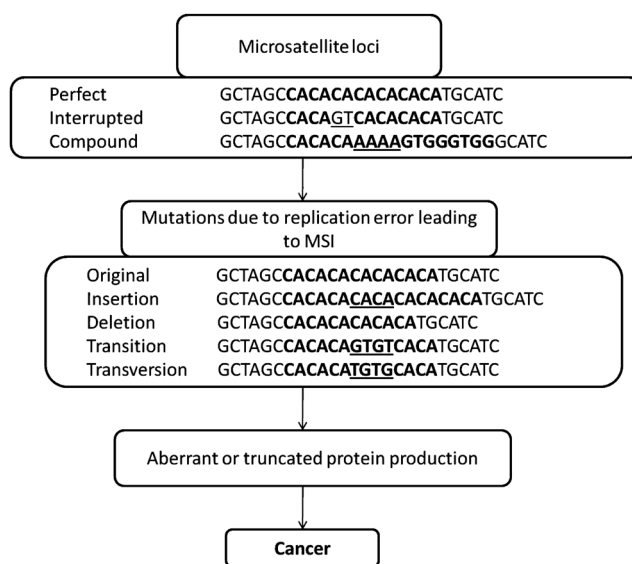 Microsatellite loci
Perfect GCTAGCCACACACACACACATGCATC
Interrupted GCTAGCCACAGTCACACACATGCATC
Compound GCTAGCCACACAAAAAGTGGGTGGGCATC
Mutations due to replication error leading
to MSI
Original GCTAGCCACACACACACACATGCATC
Insertion GCTAGCCACACACACACACACACATGCATC
Deletion GCTAGCCACACACACACATGCATC
Transition GCTAGCCACACAGTGTCACATGCATC
Transversion GCTAGCCACACATGTGCACATGCATC
Aberrant or truncated protein production
Cancer